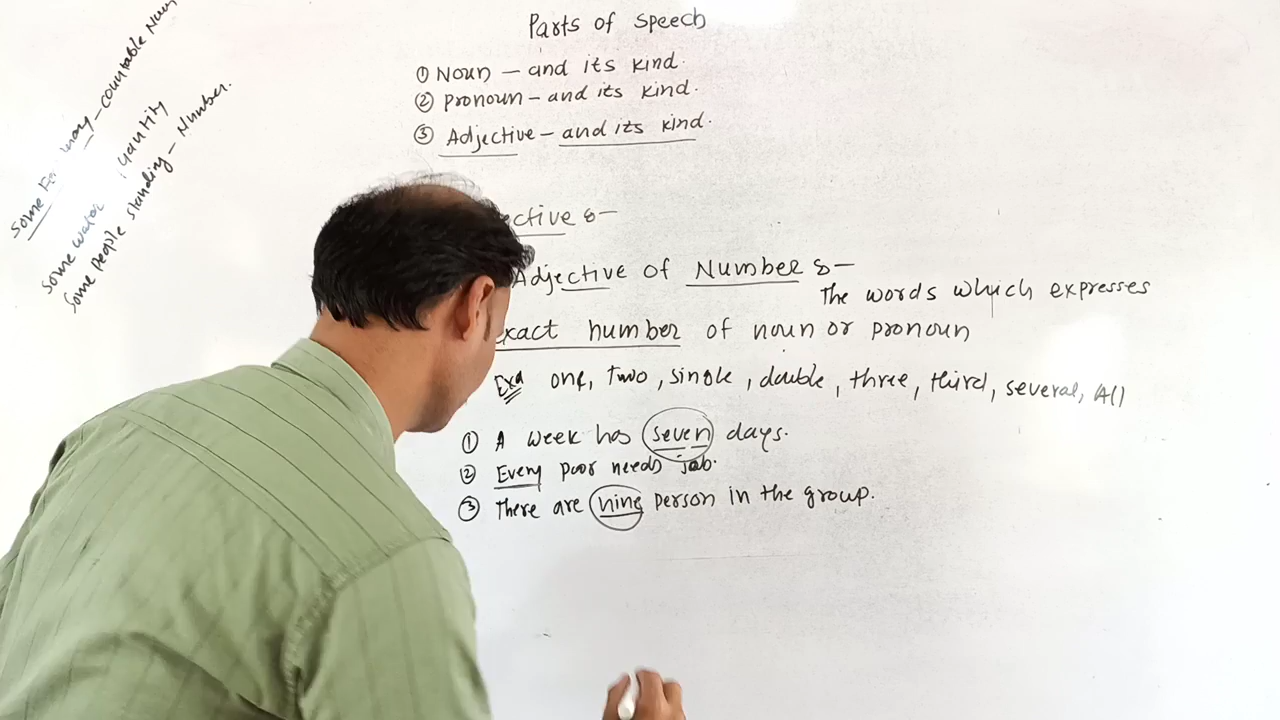 Parts of Speech
① Noun – and its kind.
② Pronoun – and its kind.
③ Adjective – and its kind.
some – countable Noun
some water quantity
some people standing – Number.
ective :–
Adjective of Number :–
The words which expresses
exact number of noun or pronoun
Exa one, Two, single, double, three, third, several, All
① A week has seven days.
② Every poor needs job.
③ There are nine person in the group.